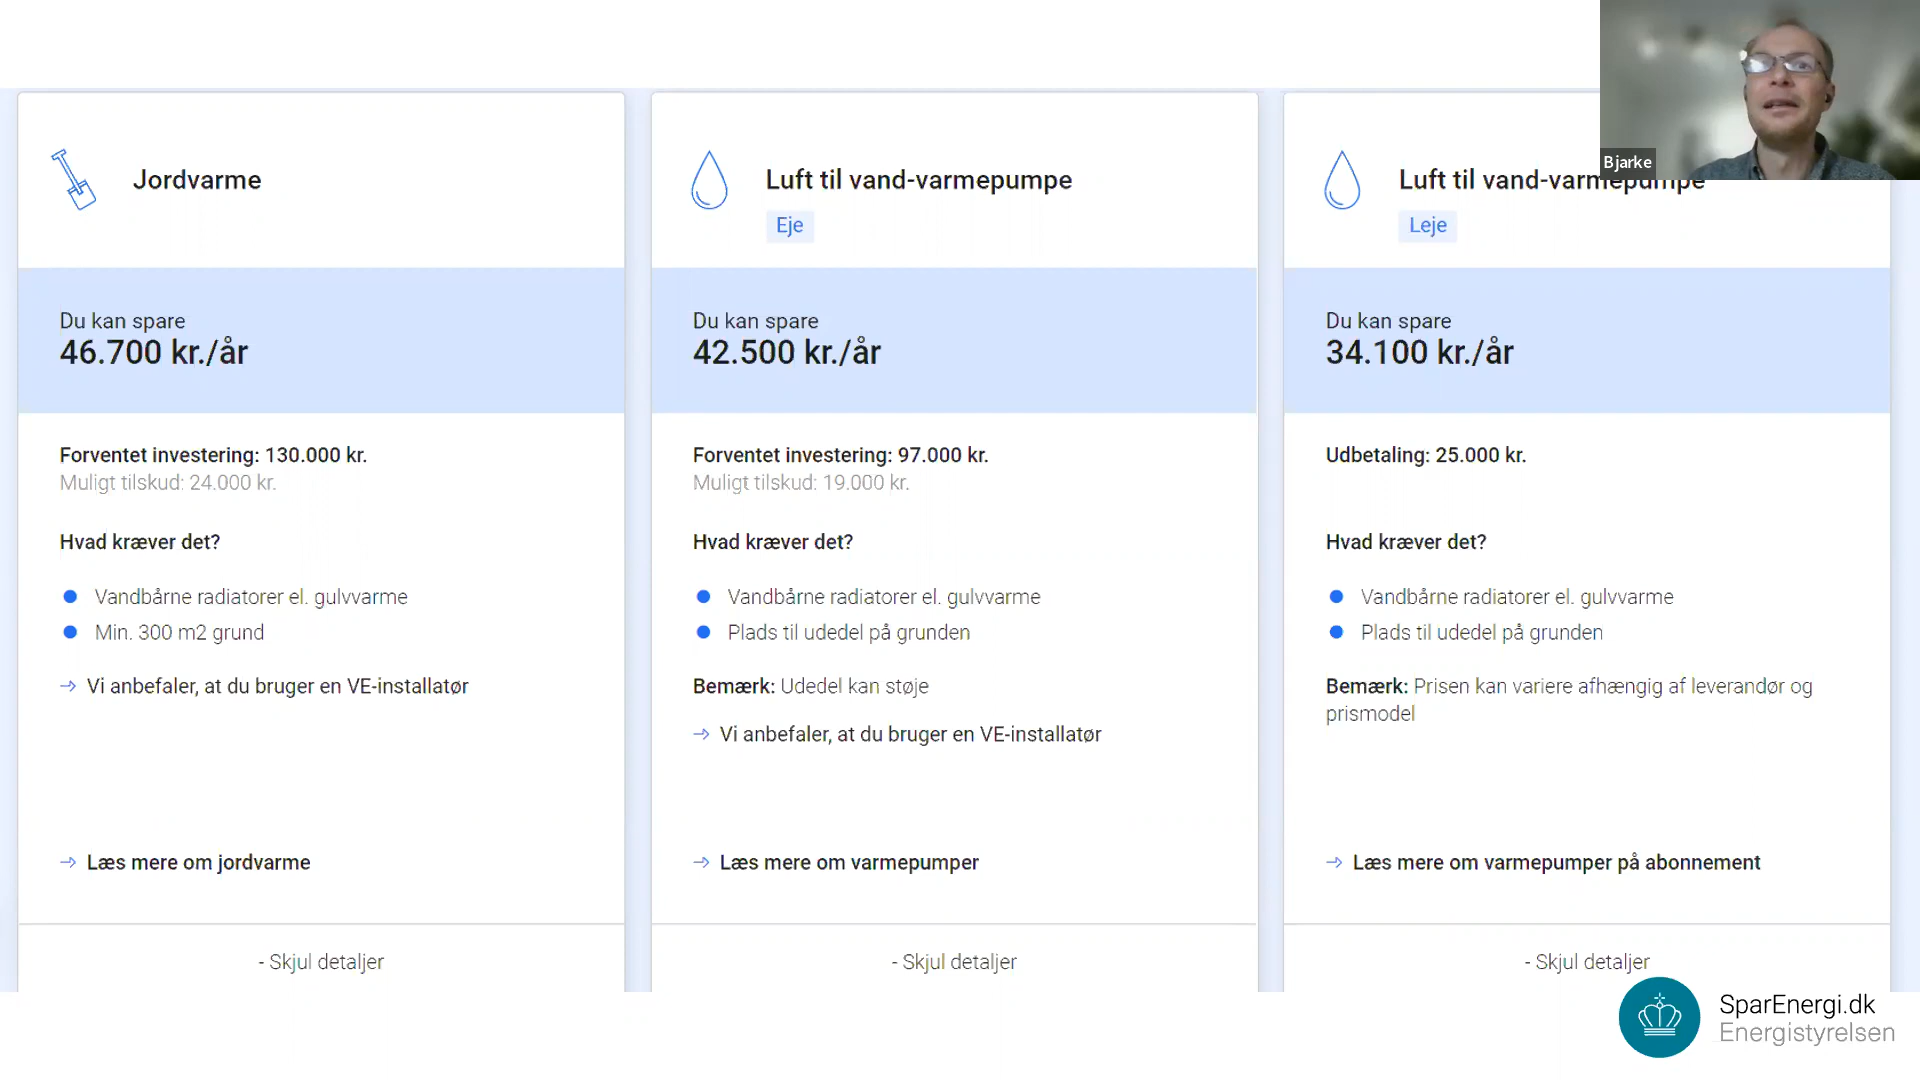 Bjarke
Jordvarme
Du kan spare
46.700 kr./år
Forventet investering: 130.000 kr.
Muligt tilskud: 24.000 kr.
Hvad kræver det?
Vandbårne radiatorer el. gulvvarme
Min. 300 m2 grund
Vi anbefaler, at du bruger en VE-installatør
Læs mere om jordvarme
- Skjul detaljer
Luft til vand-varmepumpe
Eje
Du kan spare
42.500 kr./år
Forventet investering: 97.000 kr.
Muligt tilskud: 19.000 kr.
Hvad kræver det?
Vandbårne radiatorer el. gulvvarme
Plads til udedel på grunden
Bemærk: Udedel kan støje
Vi anbefaler, at du bruger en VE-installatør
Læs mere om varmepumper
- Skjul detaljer
Luft til vand-varmepumpe
Leje
Du kan spare
34.100 kr./år
Udbetaling: 25.000 kr.
Hvad kræver det?
Vandbårne radiatorer el. gulvvarme
Plads til udedel på grunden
Bemærk: Prisen kan variere afhængig af leverandør og
prismodel
Læs mere om varmepumper på abonnement
- Skjul detaljer
SparEnergi.dk
Energistyrelsen